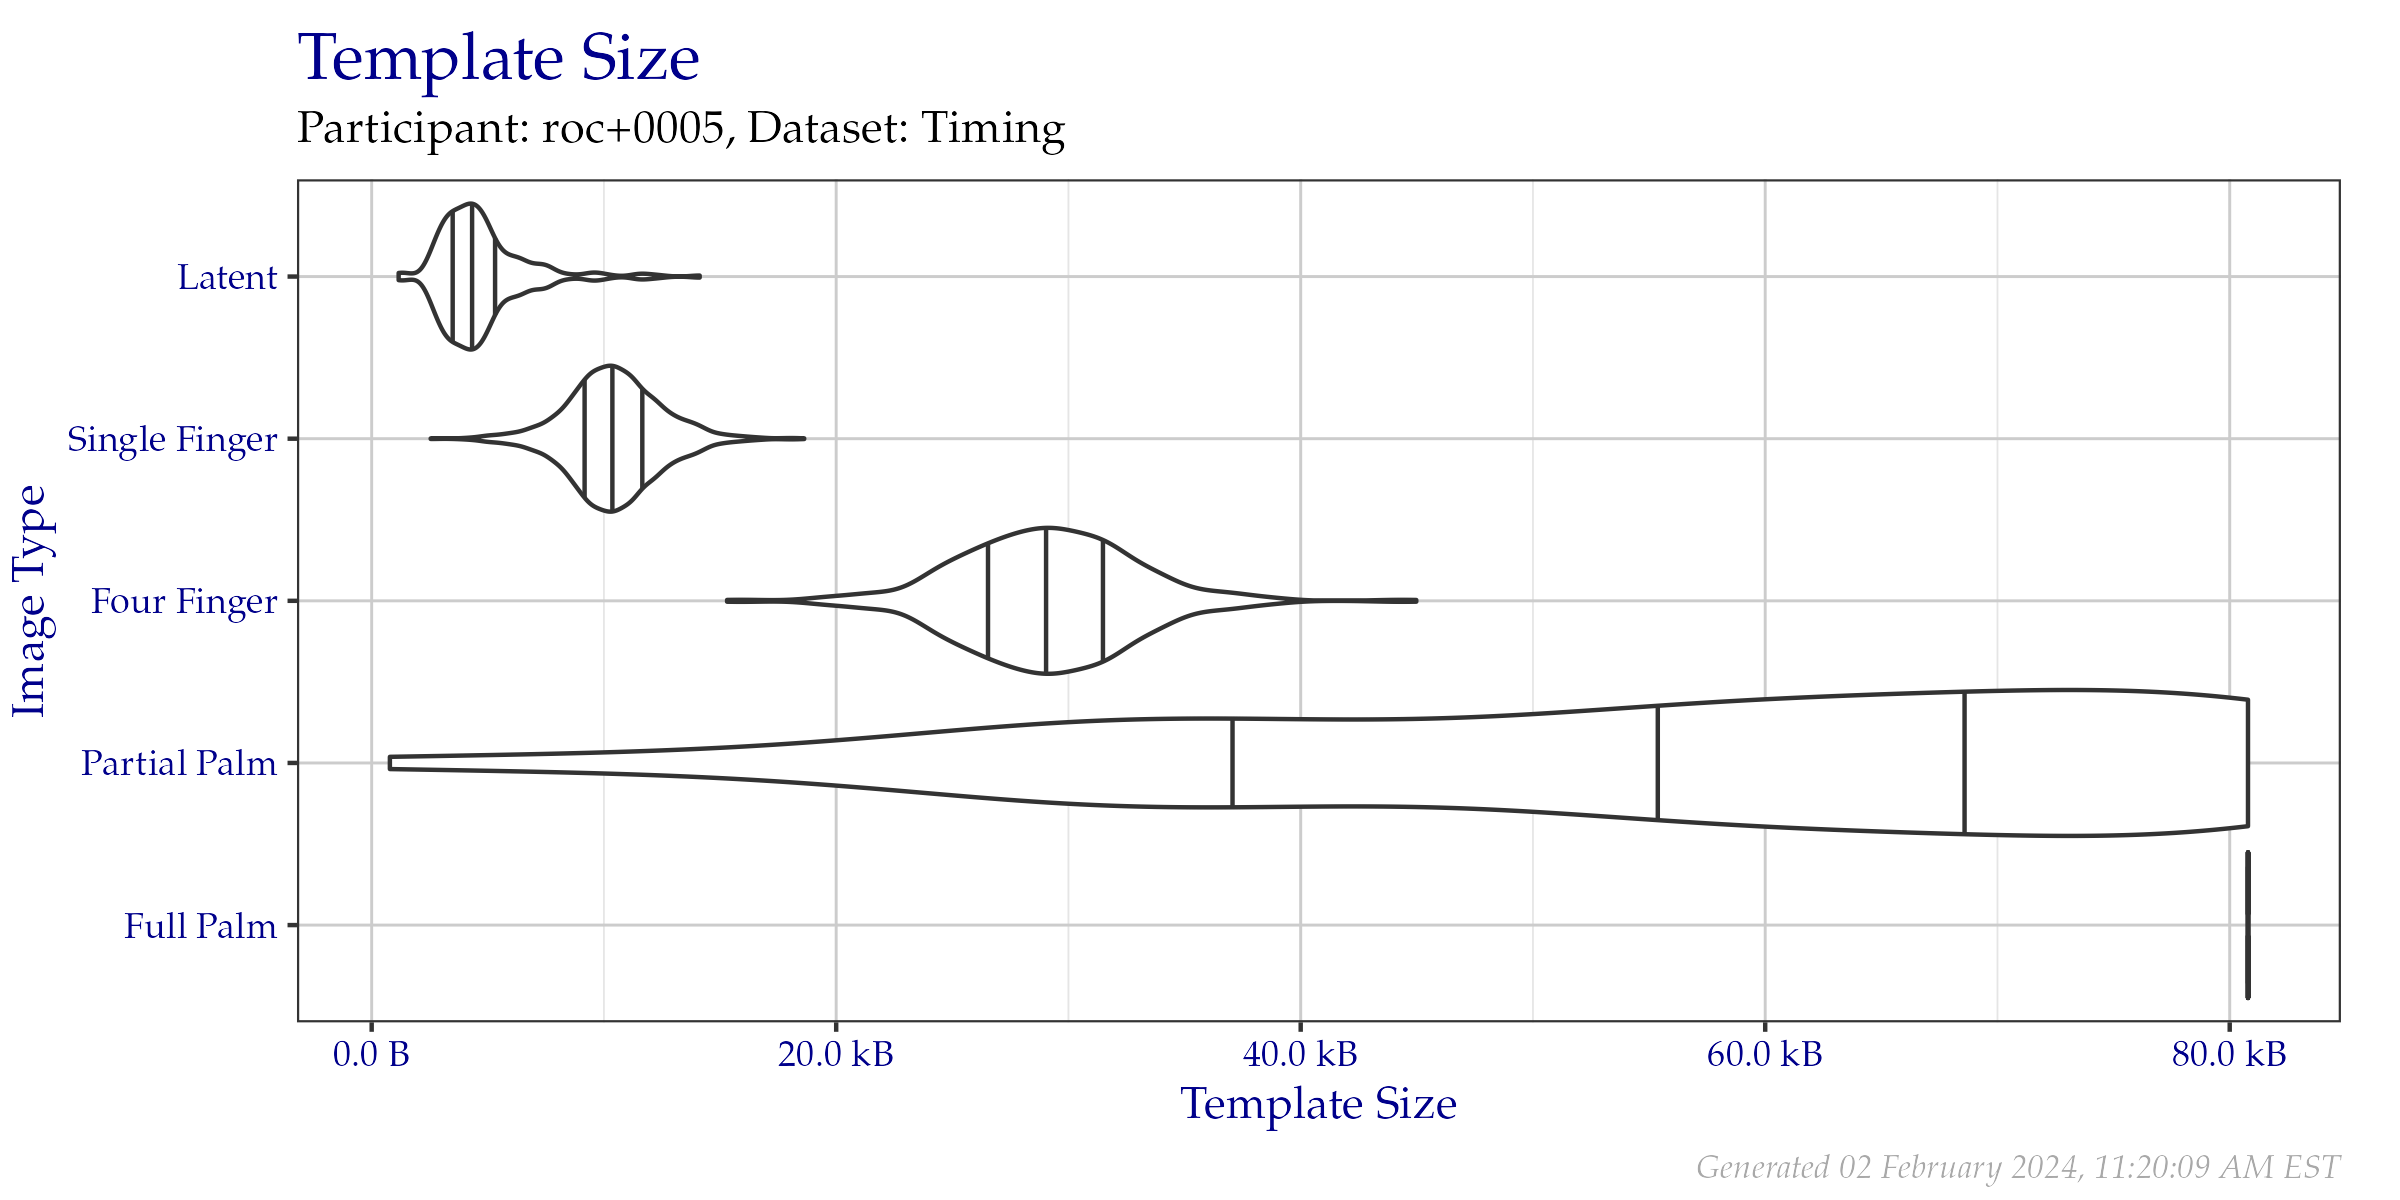 Template Size
Participant: roc+0005, Dataset: Timing
Image Type
Latent
Single Finger
Four Finger
Partial Palm
Full Palm
0.0 B
20.0 kB
40.0 kB
60.0 kB
80.0 kB
Template Size
Generated 02 February 2024, 11:20:09 AM EST